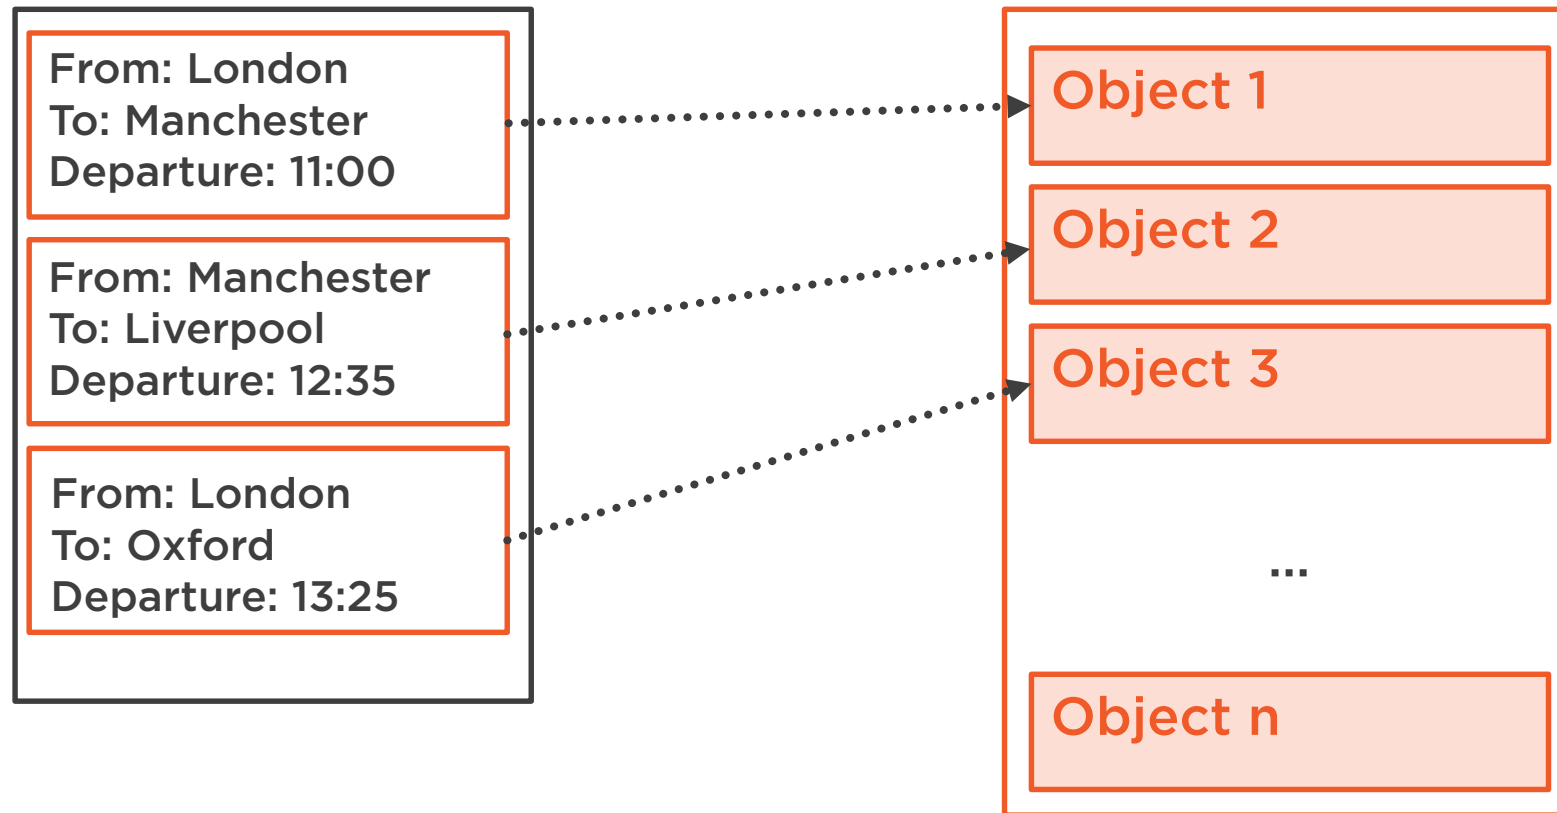 From: London
To: Manchester
Departure: 11:00
From: Manchester
To: Liverpool
Departure: 12:35
From: London
To: Oxford
Departure: 13:25
Object 1
Object 2
Object 3
...
Object n